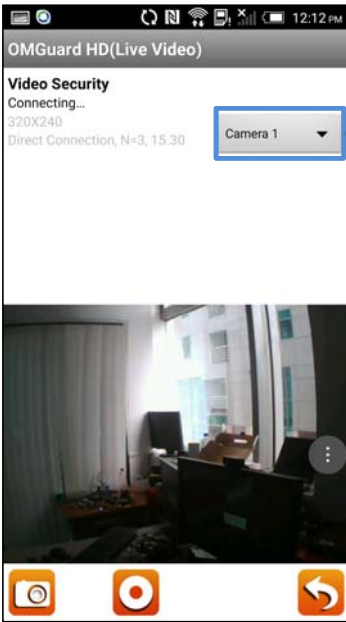 12:12 PM
OMGuard HD(Live Video)
Video Security
Connecting...
320X240
Direct Connection, N=3, 15.30
Camera 1